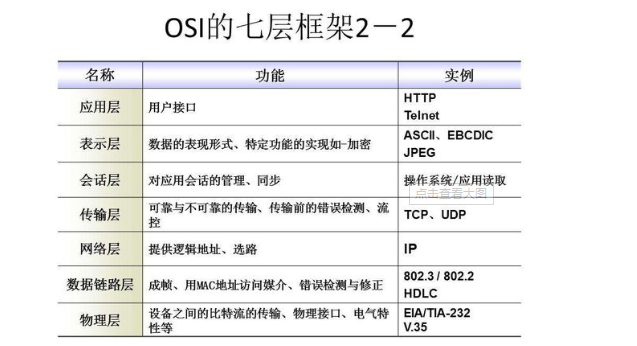 OSI的七层框架2－2
名称 功能 实例
应用层 用户接口 HTTP
Telnet
表示层 数据的表现形式、特定功能的实现如-加密 ASCII、EBCDIC
JPEG
会话层 对应用会话的管理、同步 操作系统/应用读取
点击查看大图
传输层 可靠与不可靠的传输、传输前的错误检测、流
控 TCP、UDP
网络层 提供逻辑地址、选路 IP
数据链路层 成帧、用MAC地址访问媒介、错误检测与修正 802.3 / 802.2
HDLC
物理层 设备之间的比特流的传输、物理接口、电气特
性等 EIA/TIA-232
V.35